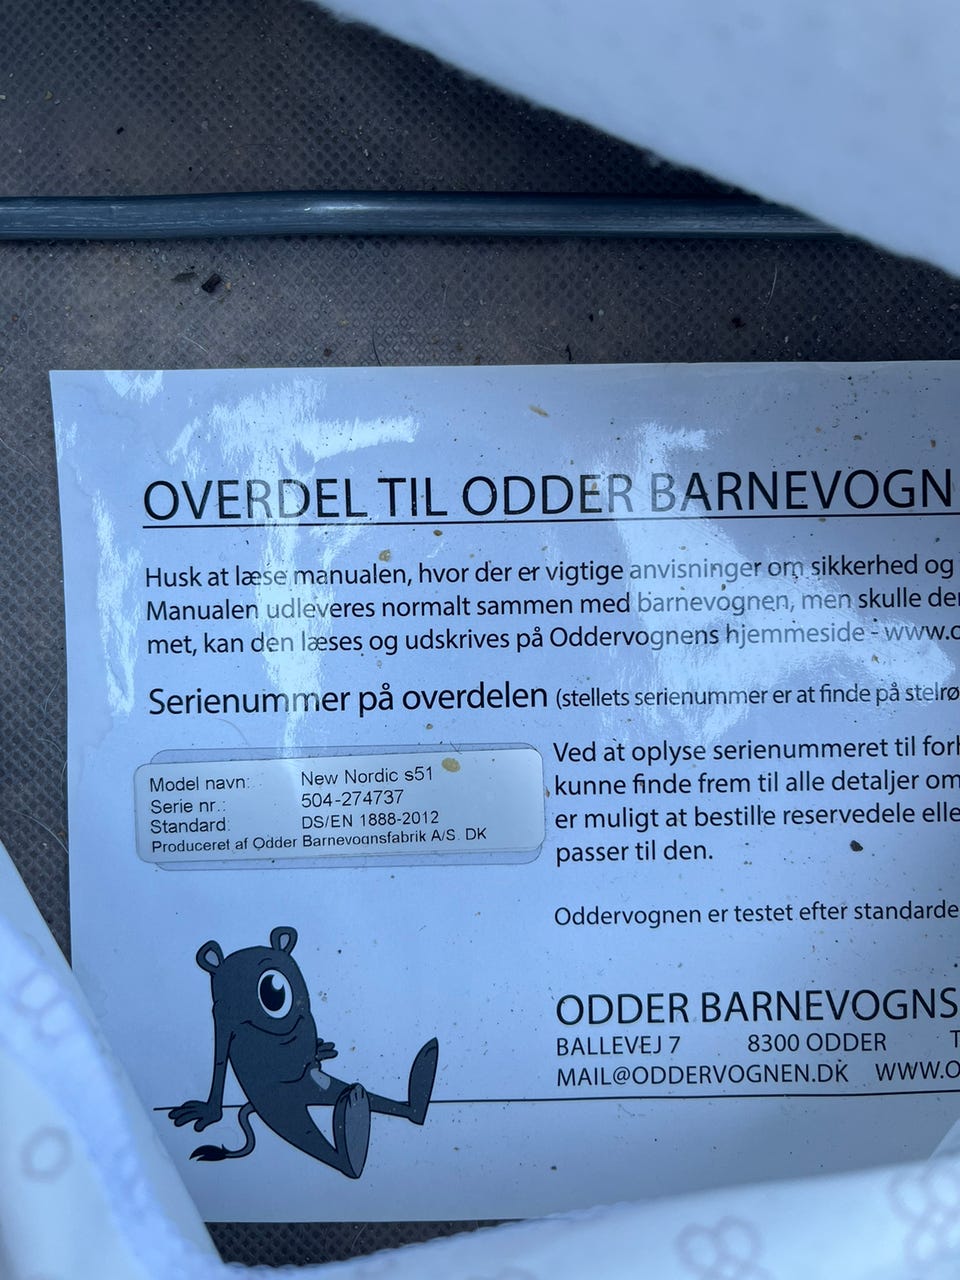 OVERDEL TIL ODDER BARNEVOGN
Husk at læse manualen, hvor der er vigtige anvisninger om sikkerhed og
Manualen udleveres normalt sammen med barnevognen, men skulle
met, kan den læses og udskrives på Oddervognens hjemmeside - www.
Serienummer på overdelen (stellets serienummer er at finde på
Model navn: New Nordic s51
Serie nr.: 504-274737
Standard: DS/EN 1888-2012
Produceret af Odder Barnevognsfabrik A/S. DK
Ved at oplyse serienummeret til
kunne finde frem til alle detaljer om
er muligt at bestille reservedele
passer til den.
Oddervognen er testet efter
ODDER BARNEVOGNS
BALLEVEJ 7 8300 ODDER T
MAIL@ODDERVOGNEN.DK WWW.O